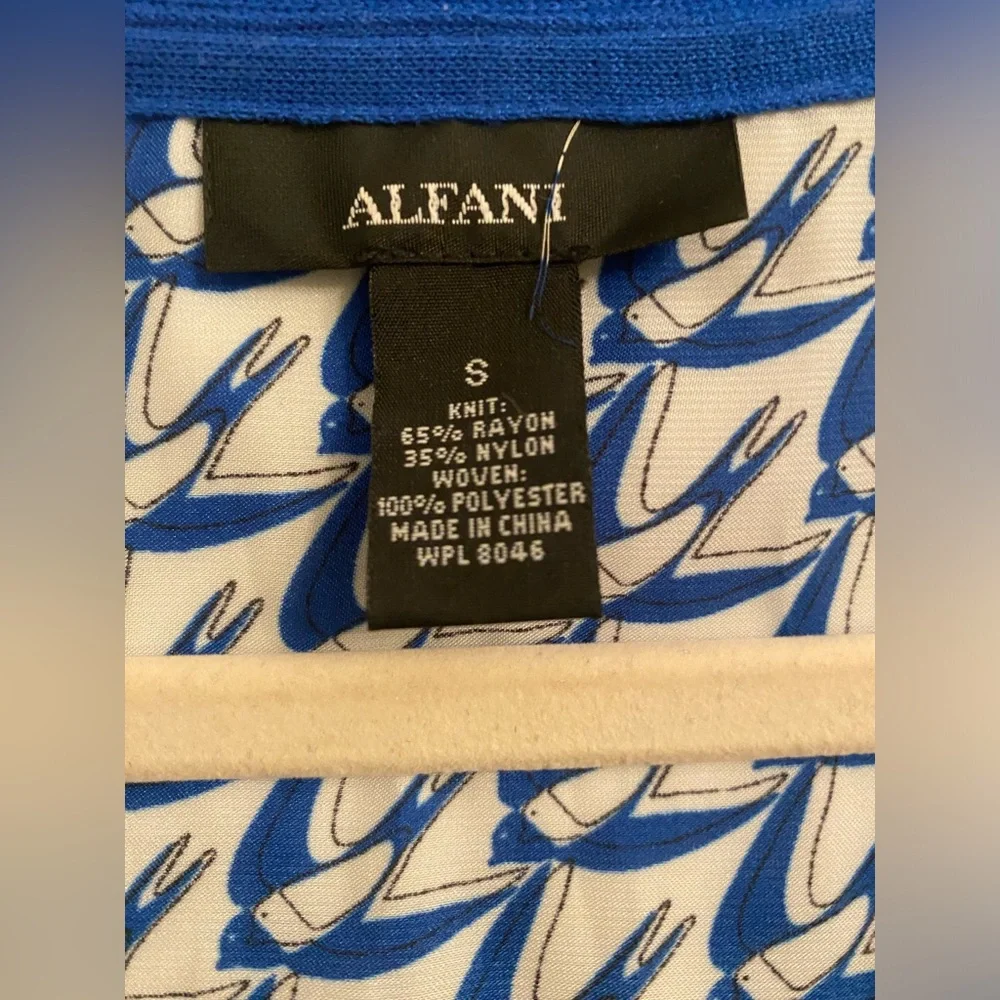 ALFANI
S
KNIT:
65% RAYON
35% NYLON
WOVEN:
100% POLYESTER
MADE IN CHINA
WPL 8046